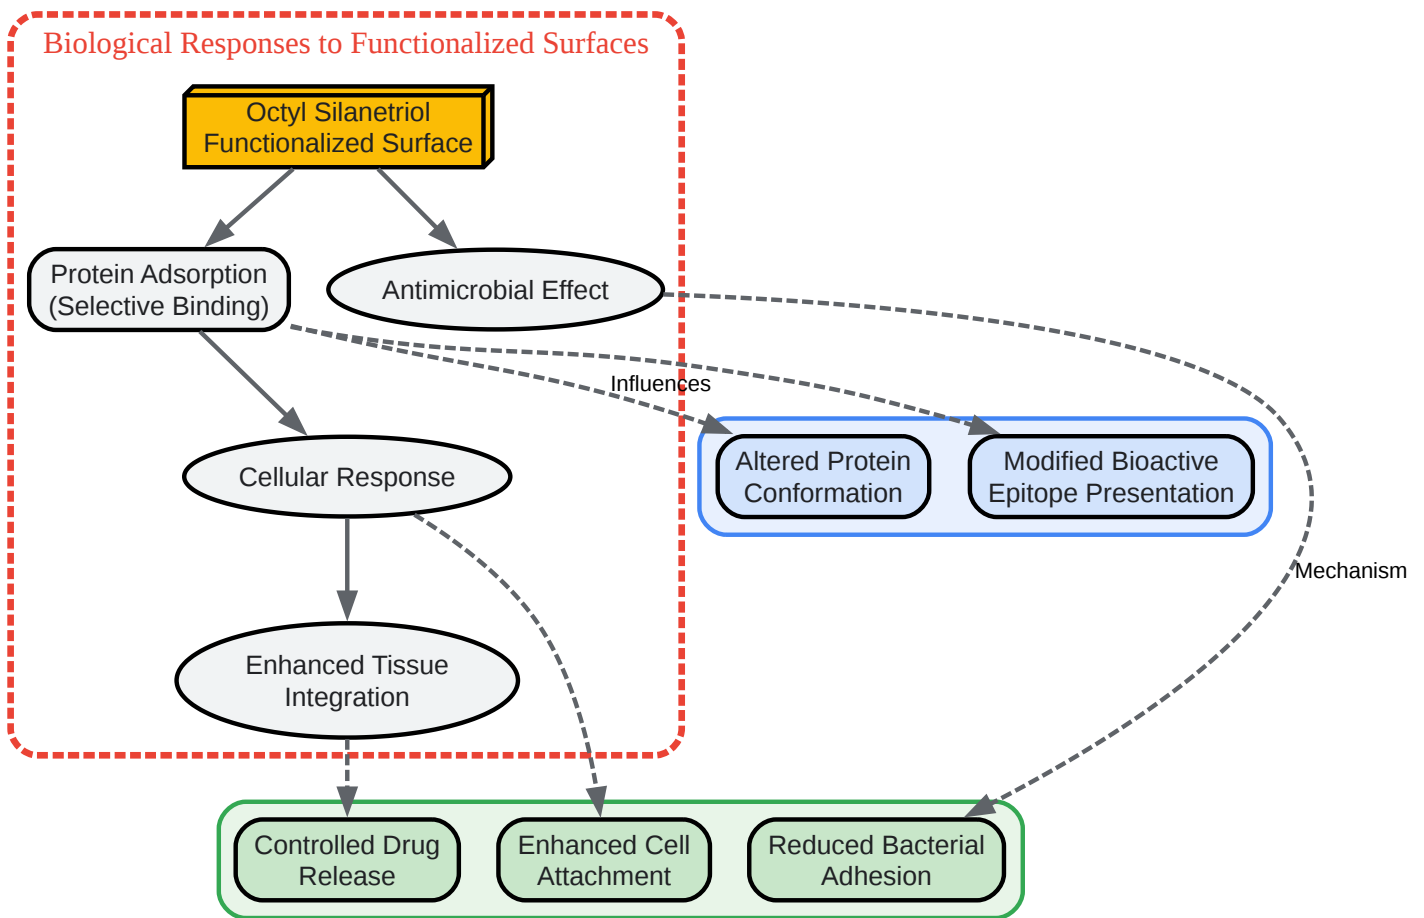 Biological Responses to Functionalized Surfaces
Octyl Silanetriol
Functionalized Surface
Protein Adsorption
(Selective Binding)
Antimicrobial Effect
Influences
Altered Protein
Conformation
Modified Bioactive
Epitope Presentation
Cellular Response
Mechanism
Enhanced Tissue
Integration
Controlled Drug
Release
Enhanced Cell
Attachment
Reduced Bacterial
Adhesion